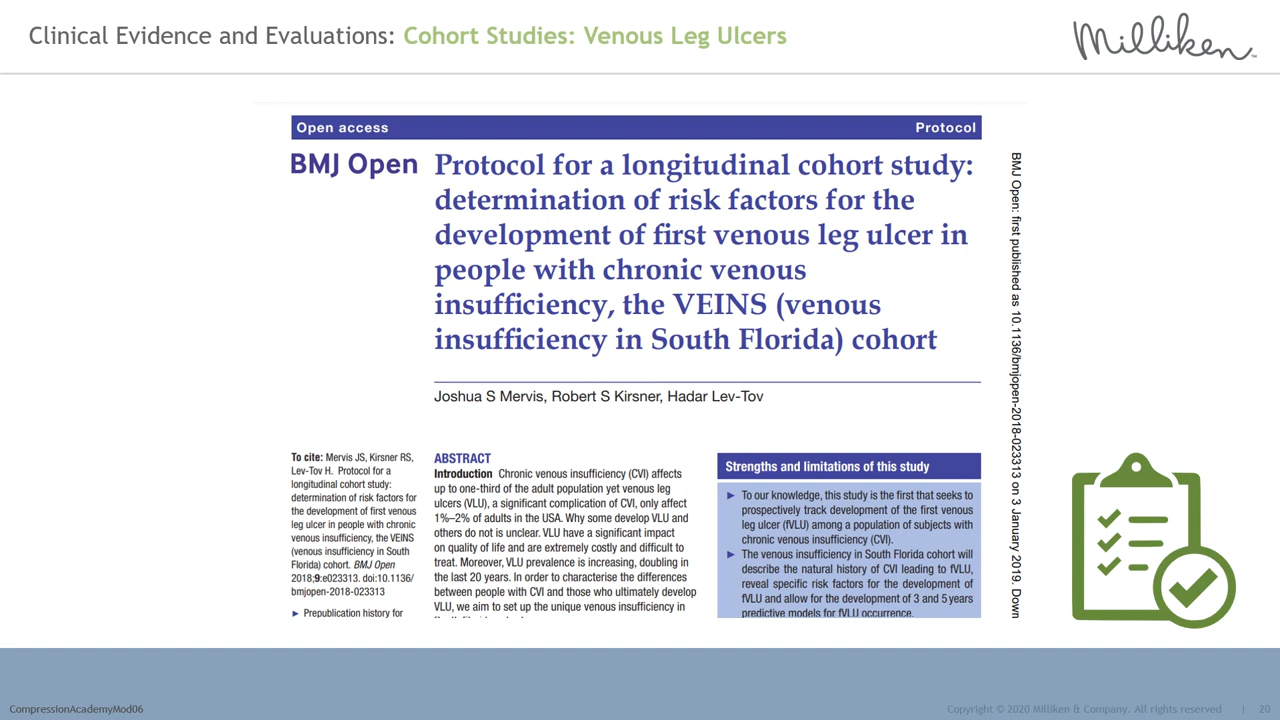 Clinical Evidence and Evaluations: Cohort Studies: Venous Leg Ulcers
Milliken™
Open access
Protocol
BMJ Open
Protocol for a longitudinal cohort study:
determination of risk factors for the
development of first venous leg ulcer in
people with chronic venous
insufficiency, the VEINS (venous
insufficiency in South Florida) cohort
Joshua S Mervis, Robert S Kirsner, Hadar Lev-Tov
To cite: Mervis JS, Kirsner RS,
Lev-Tov H. Protocol for a
longitudinal cohort study:
determination of risk factors for
the development of first venous
leg ulcer in people with chronic
venous insufficiency, the VEINS
(venous insufficiency in South
Florida) cohort. BMJ Open
2018;9:e023313. doi:10.1136/
bmjopen-2018-023313
► Prepublication history for
ABSTRACT
Introduction Chronic venous insufficiency (CVI) affects
up to one-third of the adult population yet venous leg
ulcers (VLU), a significant complication of CVI, only affect
1%–2% of adults in the USA. Why some develop VLU and
others do not is unclear. VLU have a significant impact
on quality of life and are extremely costly and difficult to
treat. Moreover, VLU prevalence is increasing, doubling in
the last 20 years. In order to characterise the differences
between people with CVI and those who ultimately develop
VLU, we aim to set up the unique venous insufficiency in
Strengths and limitations of this study
► To our knowledge, this study is the first that seeks to
prospectively track development of the first venous
leg ulcer (fVLU) among a population of subjects with
chronic venous insufficiency (CVI).
► The venous insufficiency in South Florida cohort will
describe the natural history of CVI leading to fVLU,
reveal specific risk factors for the development of
fVLU and allow for the development of 3 and 5 years
predictive models for fVLU occurrence.
BMJ Open: first published as 10.1136/bmjopen-2018-023313 on 3 January 2019. Down
CompressionAcademyMod06
Copyright © 2020 Milliken & Company. All rights reserved | 20